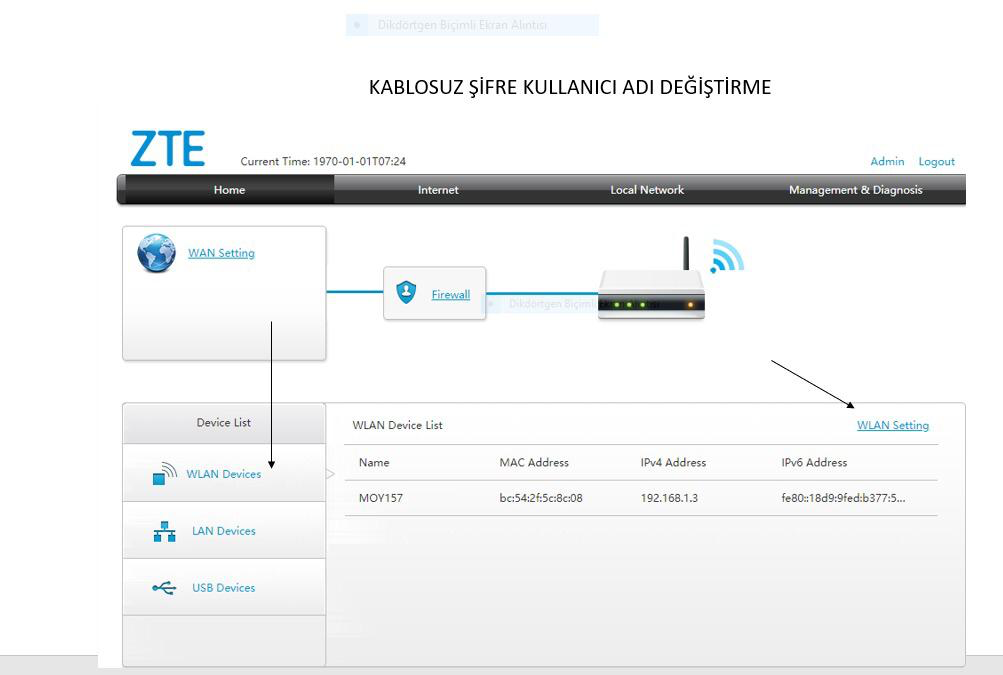 Dikdörtgen Biçimli Ekran Alıntısı
KABLOSUZ ŞİFRE KULLANICI ADI DEĞİŞTİRME
ZTE
Current Time: 1970-01-01T07:24
Admin Logout
Home Internet Local Network Management & Diagnosis
WAN Setting
Firewall
Dikdörtgen Biçimli
Device List
WLAN Device List WLAN Setting
Name MAC Address IPv4 Address IPv6 Address
WLAN Devices
MOY157 bc:54:2f:5c:8c:08 192.168.1.3 fe80::18d9:9fed:b377:5...
LAN Devices
USB Devices